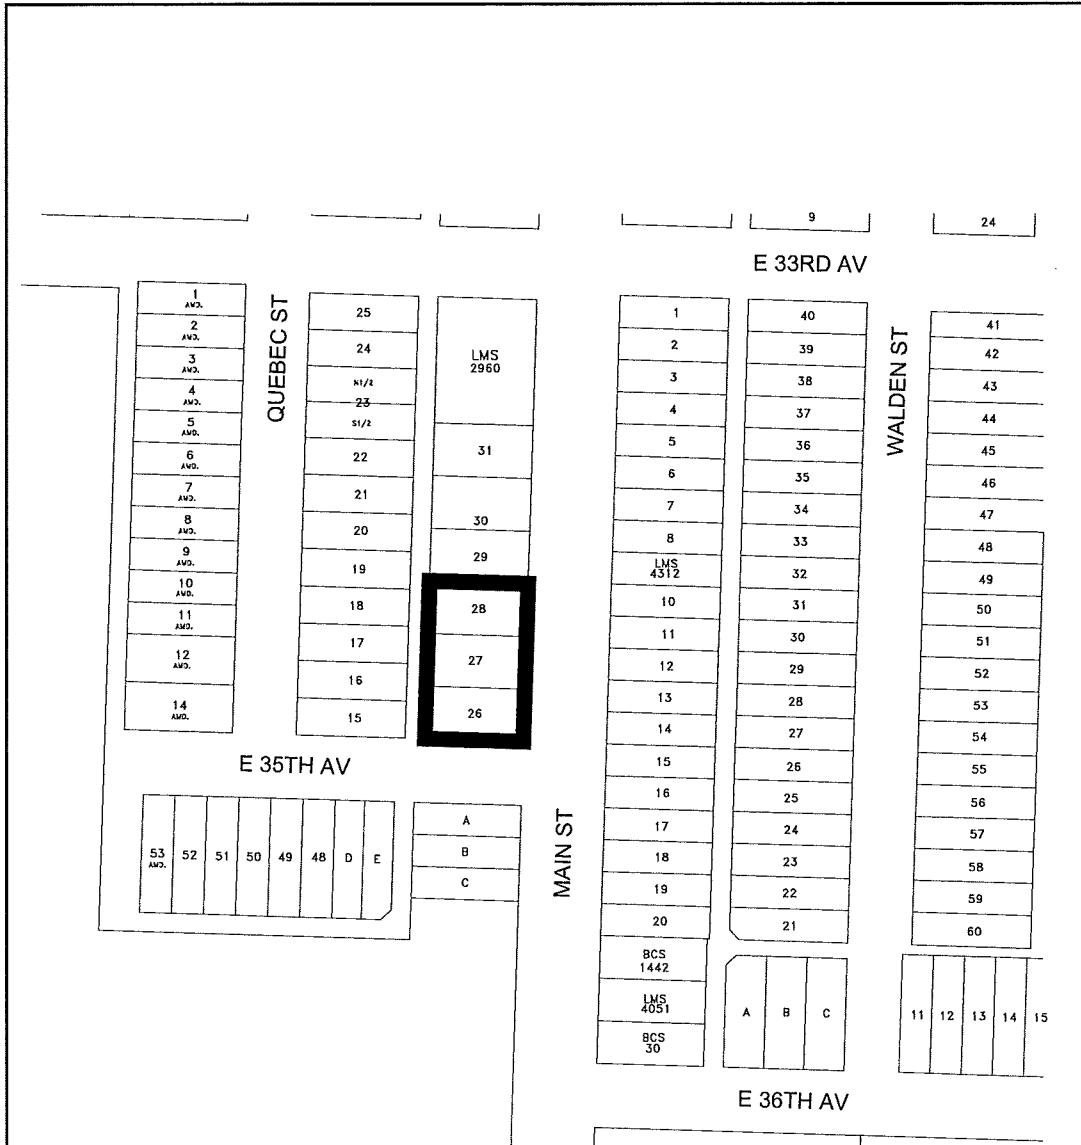 9
24
E 33RD AV
QUEBEC ST
WALDEN ST
MAIN ST
1
AMD.
2
AMD.
3
AMD.
4
AMD.
5
AMD.
6
AMD.
7
AMD.
8
AMD.
9
AMD.
10
AMD.
11
AMD.
12
AMD.
14
AMD.
25
24
N1/2
23
S1/2
22
21
20
19
18
17
16
15
LMS
2960
31
30
29
28
27
26
1
2
3
4
5
6
7
8
LMS
4312
10
11
12
13
14
15
16
17
18
19
20
BCS
1442
LMS
4051
BCS
30
40
39
38
37
36
35
34
33
32
31
30
29
28
27
26
25
24
23
22
21
A B C
41
42
43
44
45
46
47
48
49
50
51
52
53
54
55
56
57
58
59
60
11 12 13 14 15
E 35TH AV
53
AMD.
52 51 50 49 48 D E
A
B
C
E 36TH AV